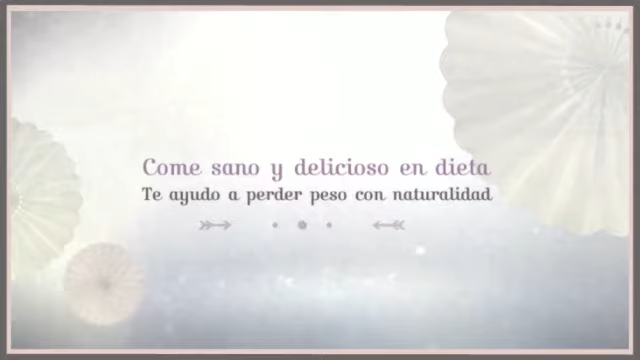 Come sano y delicioso en dieta
Te ayudo a perder peso con naturalidad